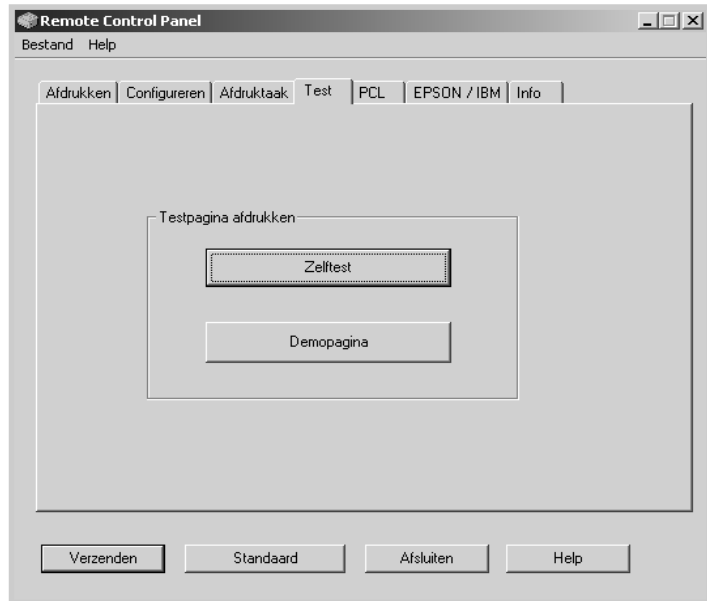 Remote Control Panel
Bestand Help
Afdrukken Configureren Afdruktaak Test PCL EPSON / IBM Info
Testpagina afdrukken
Zelftest
Demopagina
Verzenden Standaard Afsluiten Help